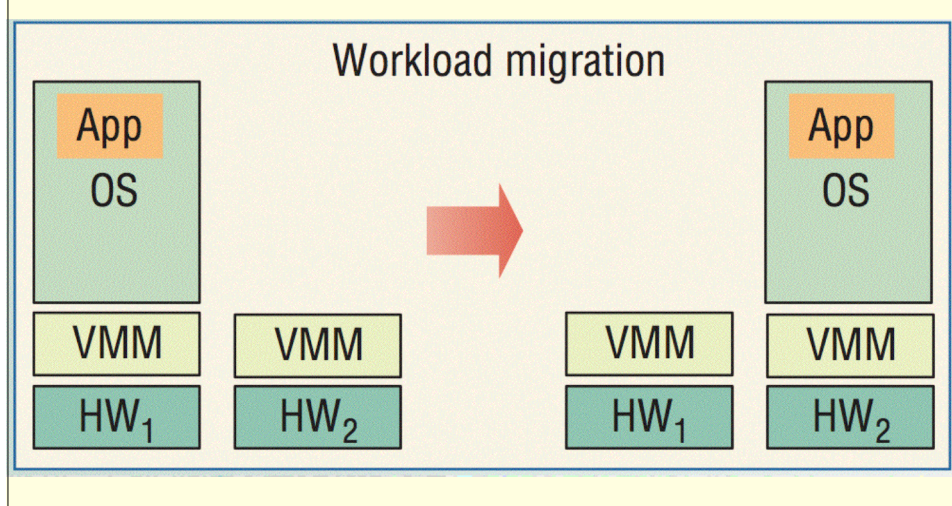 Workload migration
App
OS
App
OS
VMM
VMM
VMM
VMM
HW₁
HW₂
HW₁
HW₂